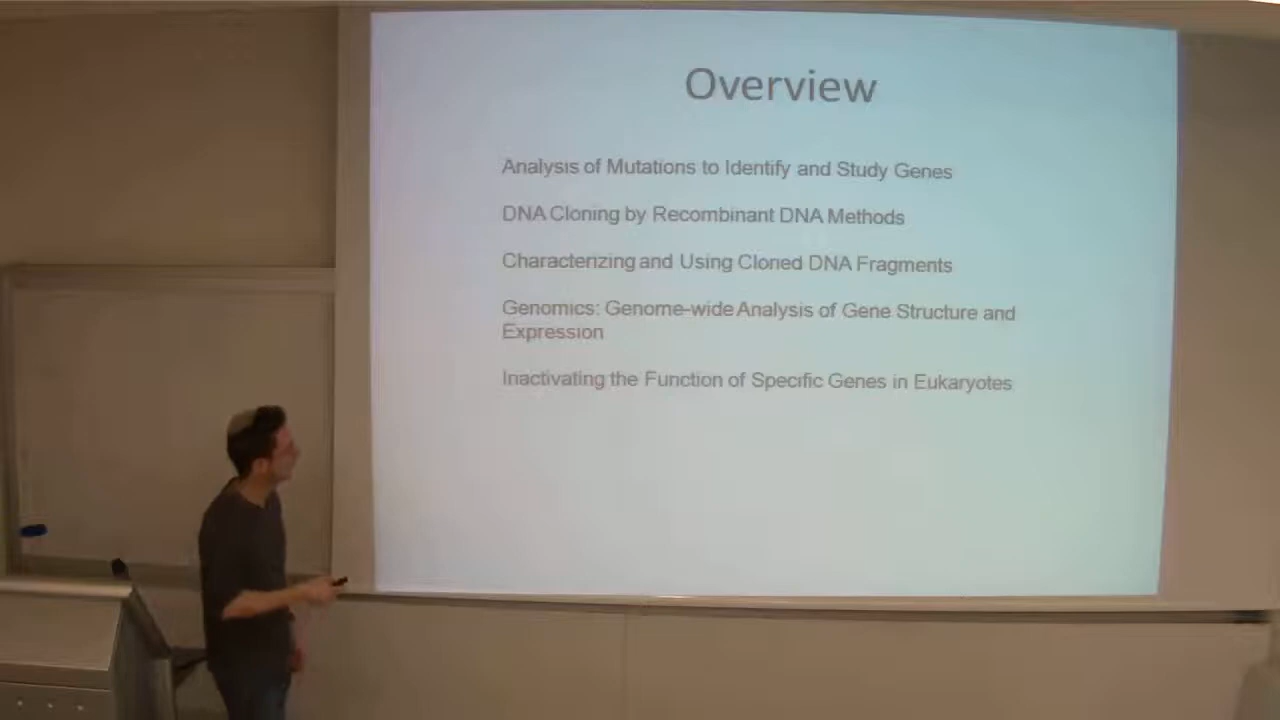 Overview
Analysis of Mutations to Identify and Study Genes
DNA Cloning by Recombinant DNA Methods
Characterizing and Using Cloned DNA Fragments
Genomics: Genome-wide Analysis of Gene Structure and
Expression
Inactivating the Function of Specific Genes in Eukaryotes